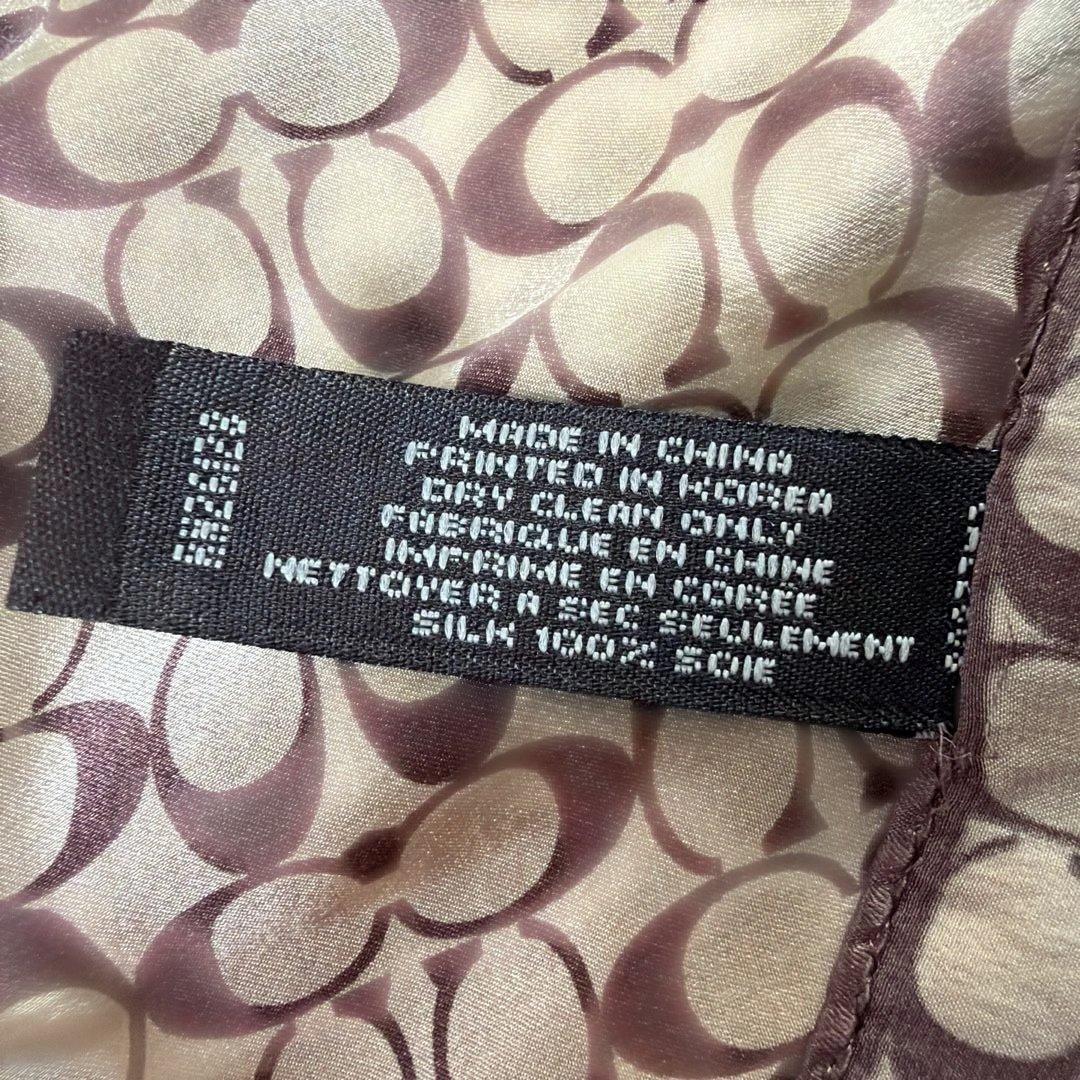 MADE IN CHINA
PRINTED IN KOREA
DRY CLEAN ONLY
FABRIQUE EN CHINE
IMPRIME EN COREE
NETTOYER A SEC SEULEMENT
SILK 100% SOIE